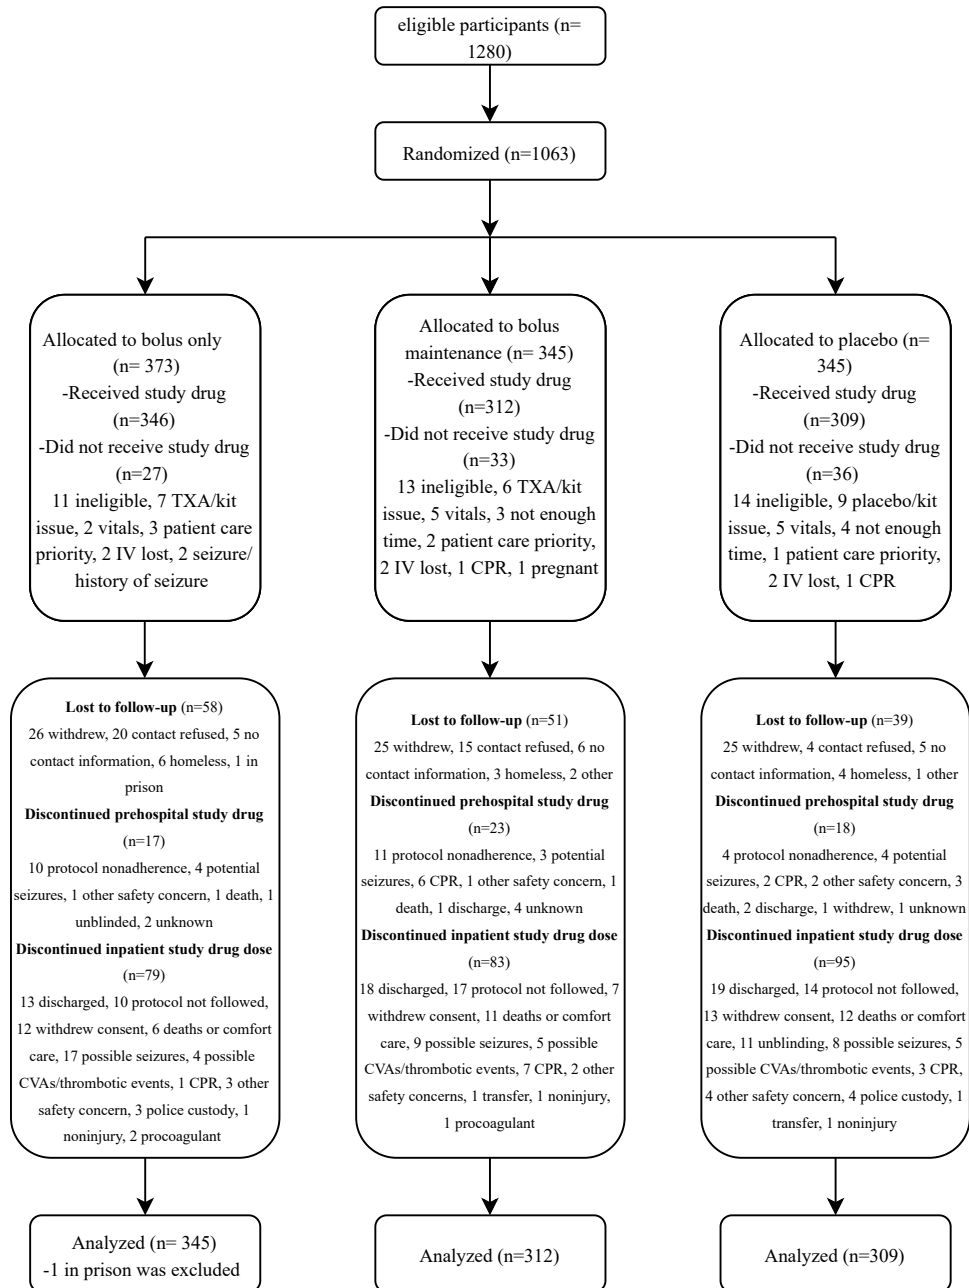 eligible participants (n=
1280)
Randomized (n=1063)
Allocated to bolus only
(n= 373)
-Received study drug
(n=346)
-Did not receive study drug
(n=27)
11 ineligible, 7 TXA/kit
issue, 2 vitals, 3 patient care
priority, 2 IV lost, 2 seizure/
history of seizure
Allocated to bolus
maintenance (n= 345)
-Received study drug
(n=312)
-Did not receive study drug
(n=33)
13 ineligible, 6 TXA/kit
issue, 5 vitals, 3 not enough
time, 2 patient care priority,
2 IV lost, 1 CPR, 1 pregnant
Allocated to placebo (n=
345)
-Received study drug
(n=309)
-Did not receive study drug
(n=36)
14 ineligible, 9 placebo/kit
issue, 5 vitals, 4 not enough
time, 1 patient care priority,
2 IV lost, 1 CPR
Lost to follow-up (n=58)
26 withdrew, 20 contact refused, 5 no
contact information, 6 homeless, 1 in
prison
Discontinued prehospital study drug
(n=17)
10 protocol nonadherence, 4 potential
seizures, 1 other safety concern, 1 death, 1
unblinded, 2 unknown
Discontinued inpatient study drug dose
(n=79)
13 discharged, 10 protocol not followed,
12 withdrew consent, 6 deaths or comfort
care, 17 possible seizures, 4 possible
CVAs/thrombotic events, 1 CPR, 3 other
safety concern, 3 police custody, 1
noninjury, 2 procoagulant
Lost to follow-up (n=51)
25 withdrew, 15 contact refused, 6 no
contact information, 3 homeless, 2 other
Discontinued prehospital study drug
(n=23)
11 protocol nonadherence, 3 potential
seizures, 6 CPR, 1 other safety concern, 1
death, 1 discharge, 4 unknown
Discontinued inpatient study drug dose
(n=83)
18 discharged, 17 protocol not followed, 7
withdrew consent, 11 deaths or comfort
care, 9 possible seizures, 5 possible
CVAs/thrombotic events, 7 CPR, 2 other
safety concerns, 1 transfer, 1 noninjury,
1 procoagulant
Lost to follow-up (n=39)
25 withdrew, 4 contact refused, 5 no
contact information, 4 homeless, 1 other
Discontinued prehospital study drug
(n=18)
4 protocol nonadherence, 4 potential
seizures, 2 CPR, 2 other safety concern, 3
death, 2 discharge, 1 withdrew, 1 unknown
Discontinued inpatient study drug dose
(n=95)
19 discharged, 14 protocol not followed,
13 withdrew consent, 12 deaths or comfort
care, 11 unblinding, 8 possible seizures, 5
possible CVAs/thrombotic events, 3 CPR,
4 other safety concern, 4 police custody, 1
transfer, 1 noninjury
Analyzed (n= 345)
-1 in prison was excluded
Analyzed (n=312)
Analyzed (n=309)